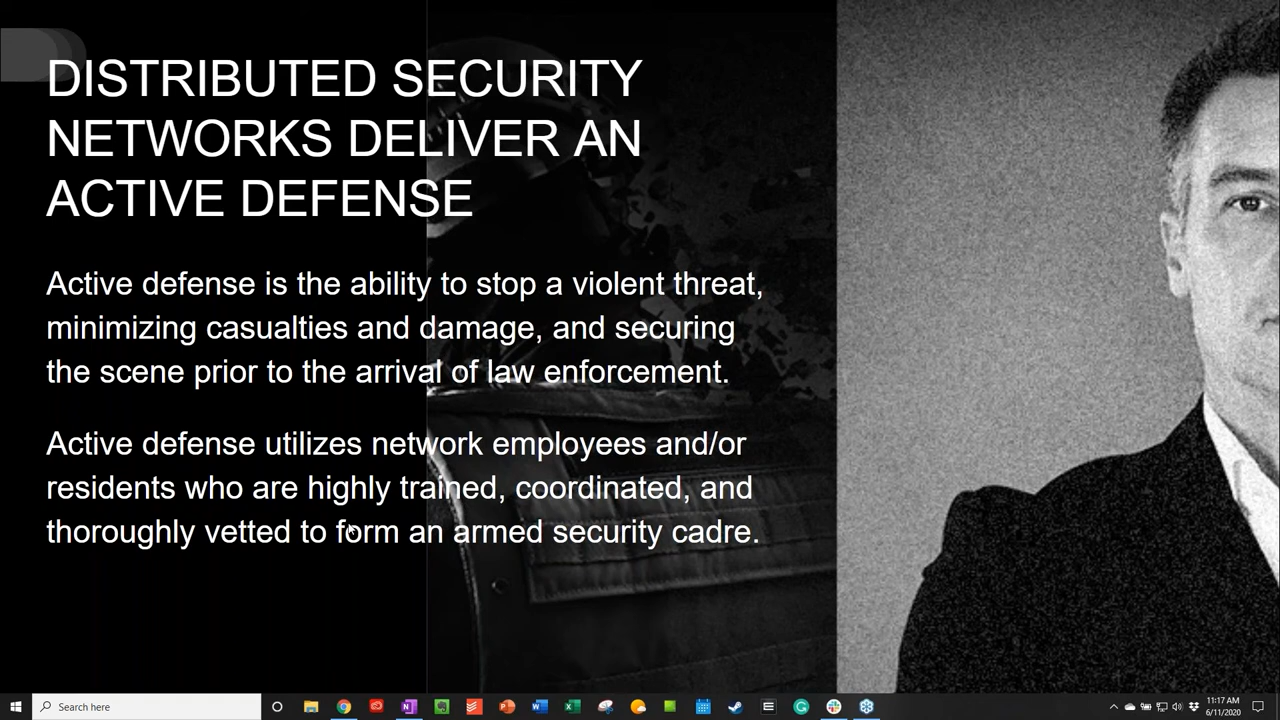 DISTRIBUTED SECURITY
NETWORKS DELIVER AN
ACTIVE DEFENSE
Active defense is the ability to stop a violent threat,
minimizing casualties and damage, and securing
the scene prior to the arrival of law enforcement.
Active defense utilizes network employees and/or
residents who are highly trained, coordinated, and
thoroughly vetted to form an armed security cadre.
Search here
11:17 AM
6/11/2020